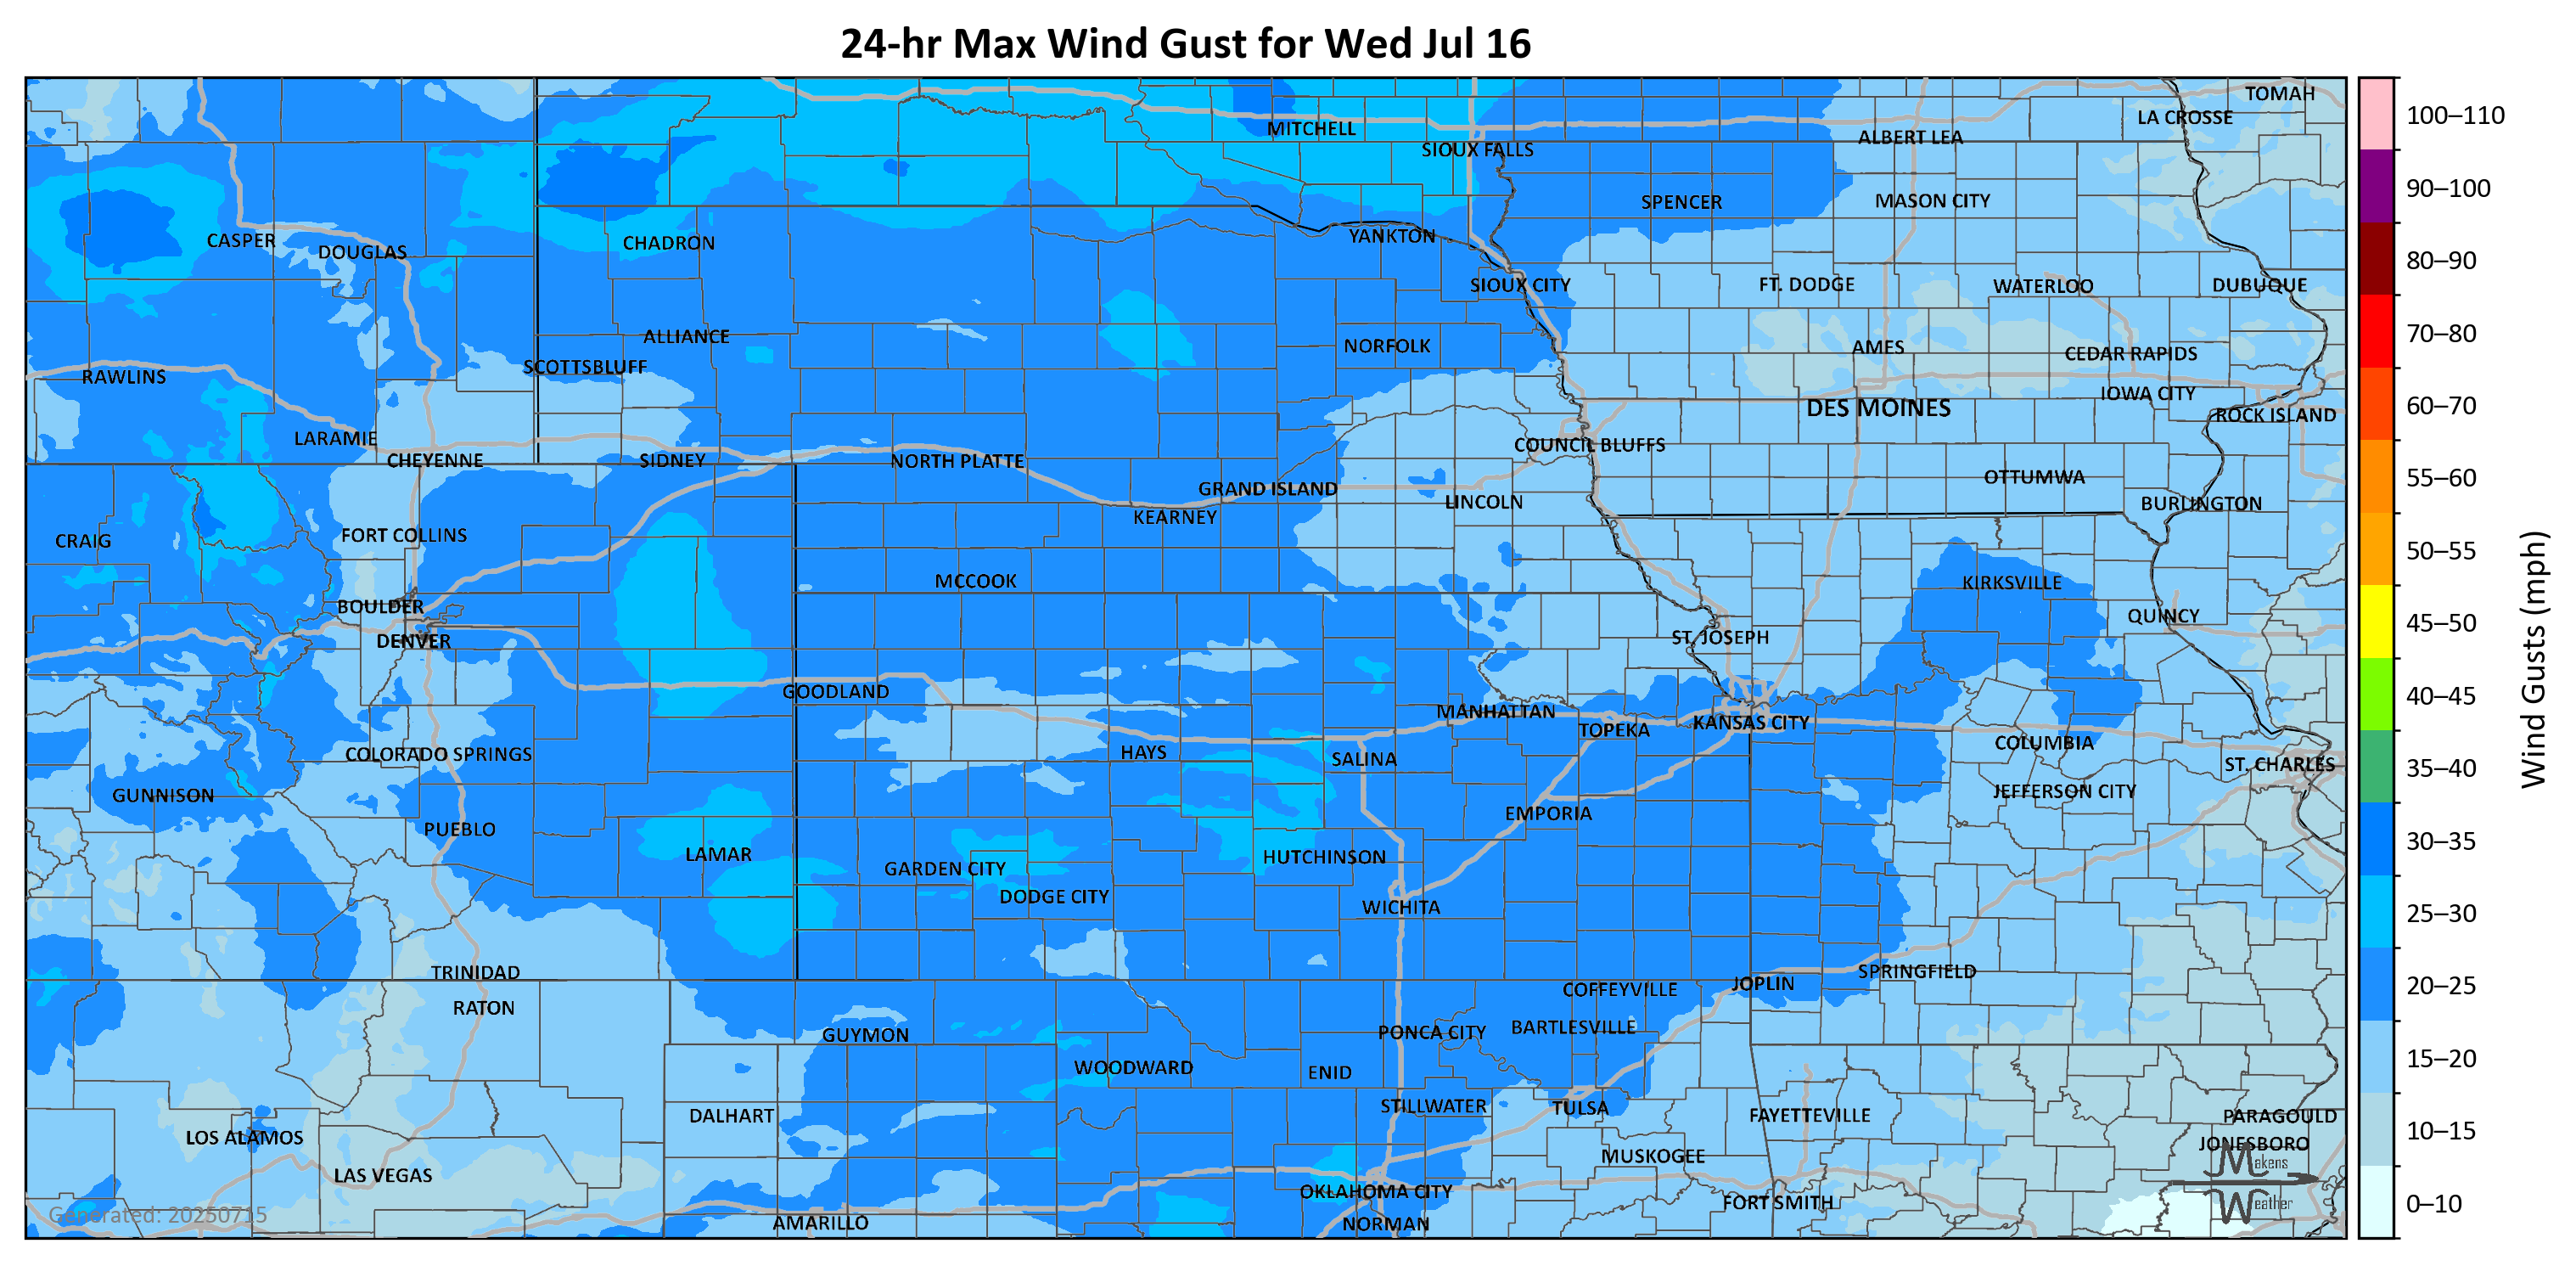 24-hr Max Wind Gust for Wed Jul 16
TOMAH
LA CROSSE
MITCHELL
ALBERT LEA
SIOUX FALLS
SPENCER
MASON CITY
CASPER
DOUGLAS
CHADRON
YANKTON
SIOUX CITY
FT. DODGE
WATERLOO
DUBUQUE
ALLIANCE
NORFOLK
AMES
CEDAR RAPIDS
SCOTTSBLUFF
RAWLINS
IOWA CITY
DES MOINES
ROCK ISLAND
LARAMIE
COUNCIL BLUFFS
CHEYENNE
SIDNEY
NORTH PLATTE
OTTUMWA
GRAND ISLAND
LINCOLN
BURLINGTON
KEARNEY
FORT COLLINS
CRAIG
MCCOOK
KIRKSVILLE
BOULDER
QUINCY
DENVER
ST. JOSEPH
GOODLAND
MANHATTAN
TOPEKA
KANSAS CITY
COLUMBIA
COLORADO SPRINGS
HAYS
SALINA
ST. CHARLES
GUNNISON
JEFFERSON CITY
EMPORIA
PUEBLO
LAMAR
HUTCHINSON
GARDEN CITY
DODGE CITY
WICHITA
TRINIDAD
SPRINGFIELD
JOPLIN
COFFEYVILLE
RATON
GUYMON
PONCA CITY
BARTLESVILLE
WOODWARD
ENID
STILLWATER
TULSA
DALHART
FAYETTEVILLE
PARAGOULD
LOS ALAMOS
JONESBORO
MUSKOGEE
LAS VEGAS
OKLAHOMA CITY
FORT SMITH
AMARILLO
NORMAN
Generated: 20250715
Makens
Weather
100–110
90–100
80–90
70–80
60–70
55–60
50–55
45–50
40–45
35–40
30–35
25–30
20–25
15–20
10–15
0–10
Wind Gusts (mph)